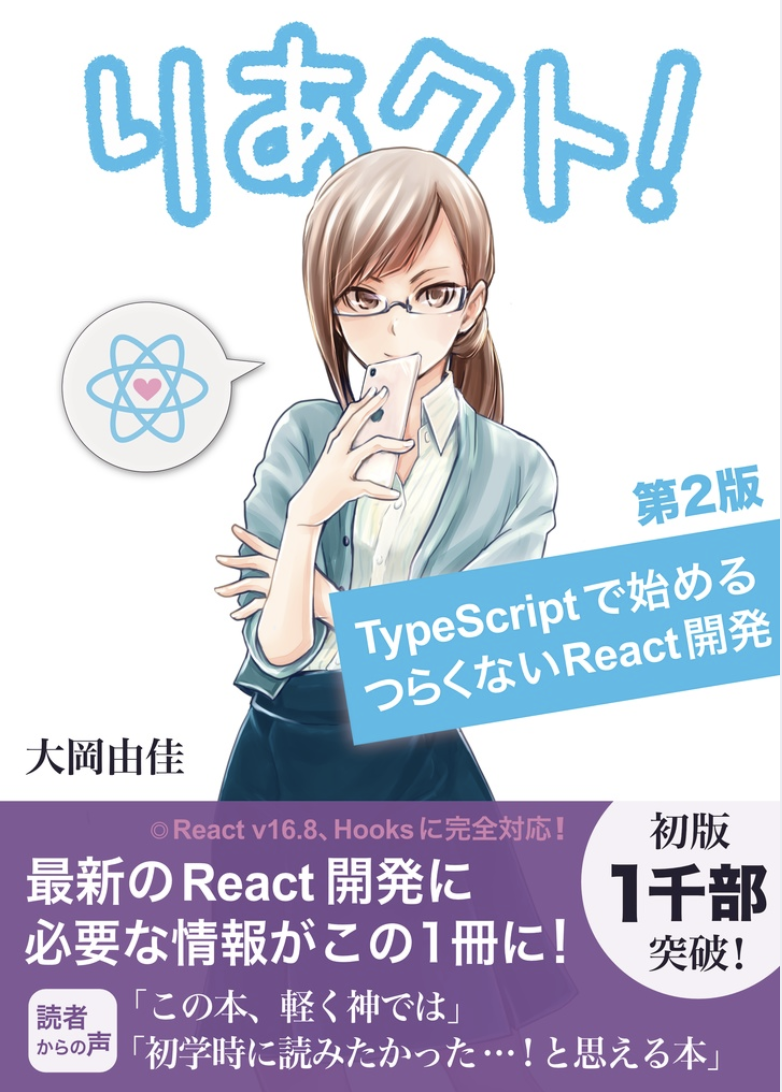 りあクト!
第2版
TypeScriptで始める
つらくないReact開発
大岡由佳
◎React v16.8、Hooksに完全対応!
最新のReact開発に
必要な情報がこの1冊に!
初版
1千部
突破!
読者
からの声
「この本、軽く神では」
「初学時に読みたかった…!と思える本」